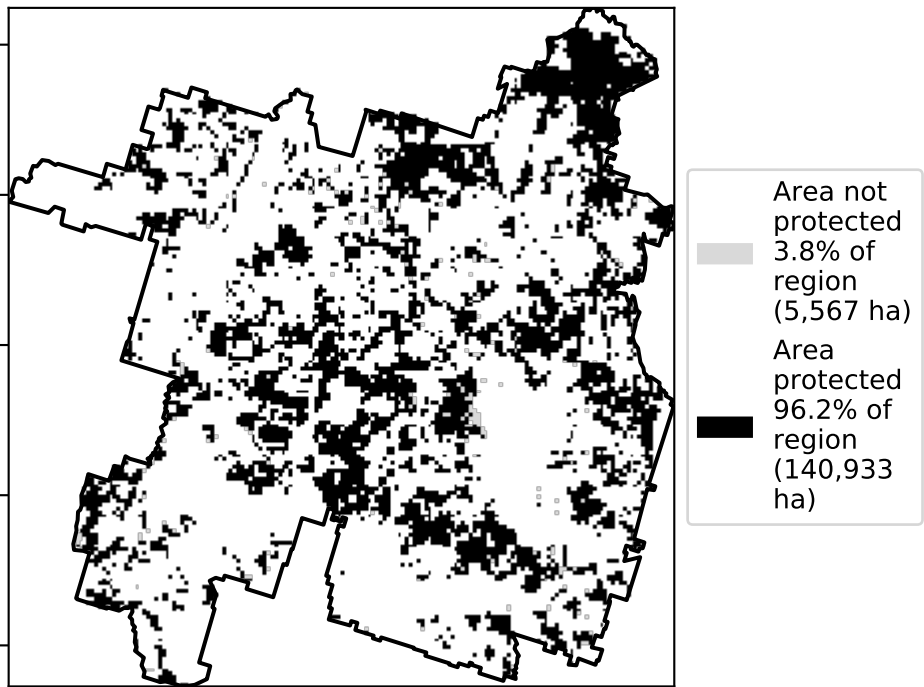 Area not
protected
3.8% of
region
(5,567 ha)
Area
protected
96.2% of
region
(140,933
ha)